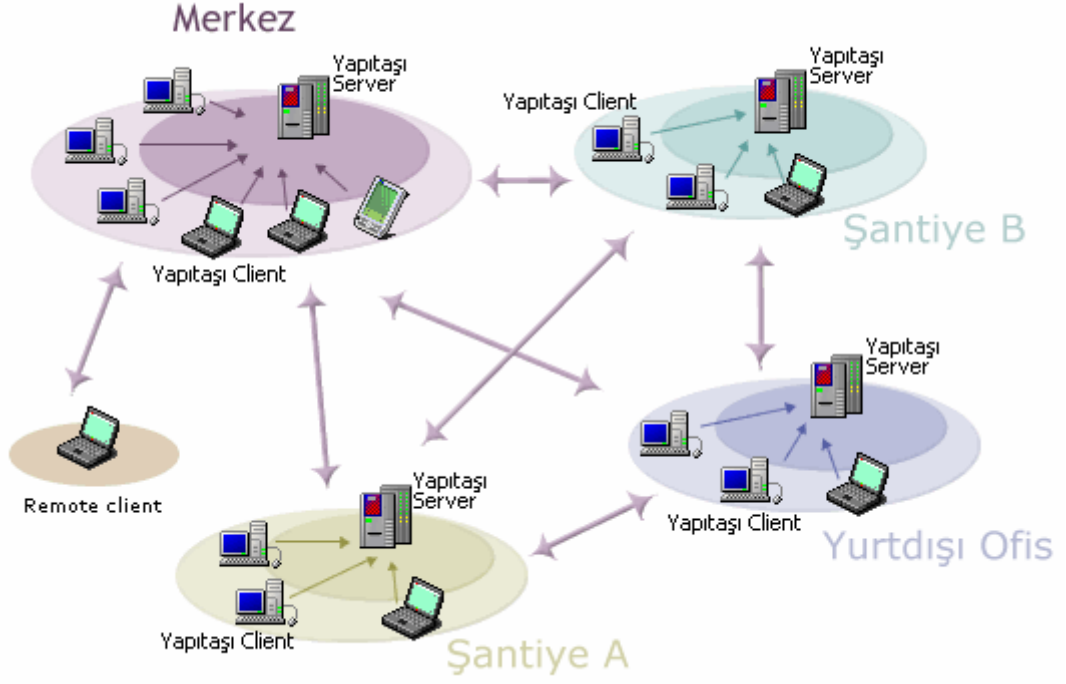 Merkez
Yapıtaşı
Server
Yapıtaşı Client
Yapıtaşı
Server
Yapıtaşı Client
Şantiye B
Remote client
Yapıtaşı
Server
Yapıtaşı Client
Yurtdışı Ofis
Yapıtaşı
Server
Yapıtaşı Client
Şantiye A